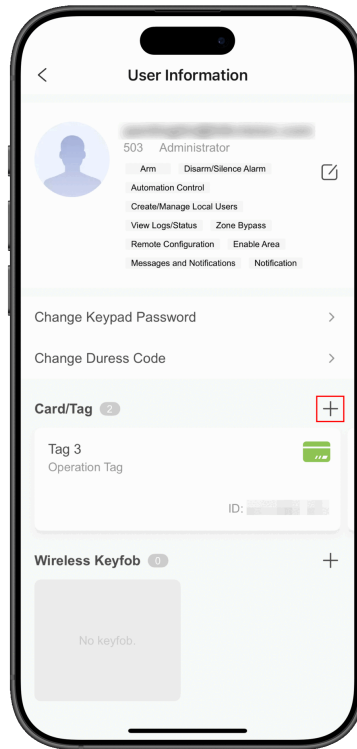 User Information
503 Administrator
Arm Disarm/Silence Alarm
Automation Control
Create/Manage Local Users
View Logs/Status Zone Bypass
Remote Configuration Enable Area
Messages and Notifications Notification
Change Keypad Password
Change Duress Code
Card/Tag 2
Tag 3
Operation Tag
ID:
Wireless Keyfob 0
No keyfob.